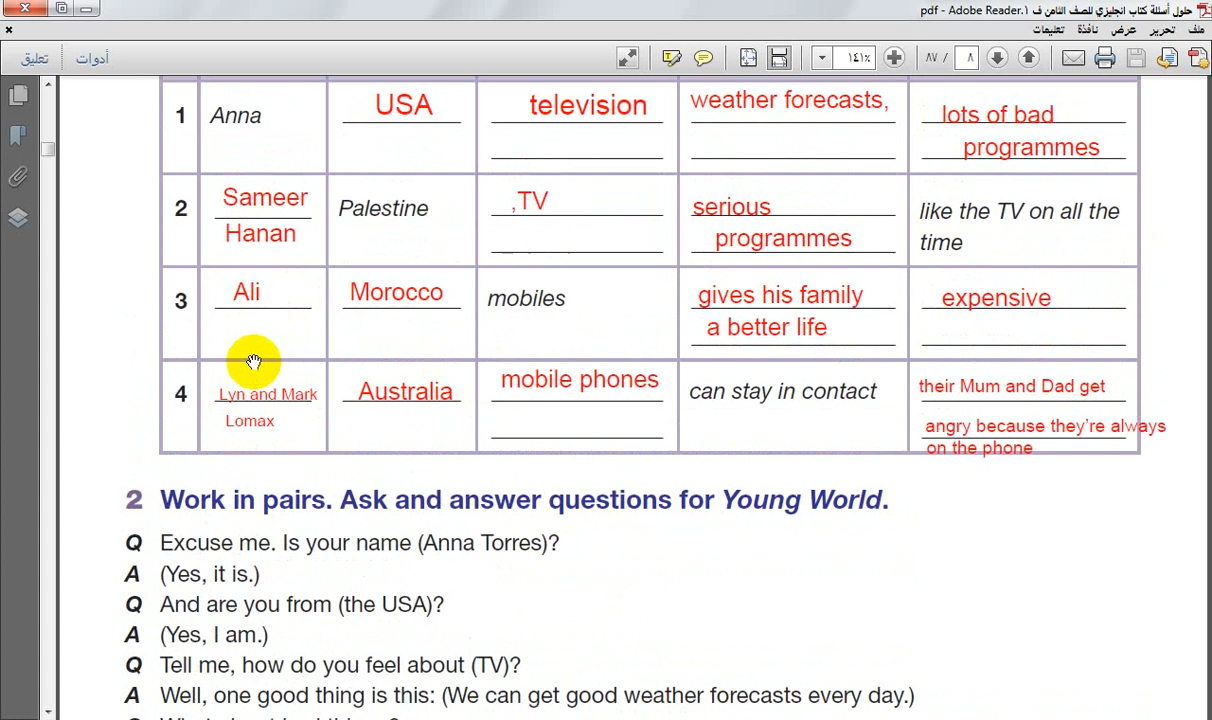 حلول أسئلة كتاب انجليزي للصف الثامن ف ١.pdf - Adobe Reader
ملف تحرير عرض نافذة تعليمات
تعليق أدوات ١٤١٪ ٨ / ٨٧
1 Anna USA television weather forecasts, lots of bad
programmes
2 Sameer Palestine ,TV serious like the TV on all the
Hanan programmes time
3 Ali Morocco mobiles gives his family expensive
a better life
4 Lyn and Mark Australia mobile phones can stay in contact their Mum and Dad get
Lomax angry because they're always
on the phone
2 Work in pairs. Ask and answer questions for Young World.
Q Excuse me. Is your name (Anna Torres)?
A (Yes, it is.)
Q And are you from (the USA)?
A (Yes, I am.)
Q Tell me, how do you feel about (TV)?
A Well, one good thing is this: (We can get good weather forecasts every day.)